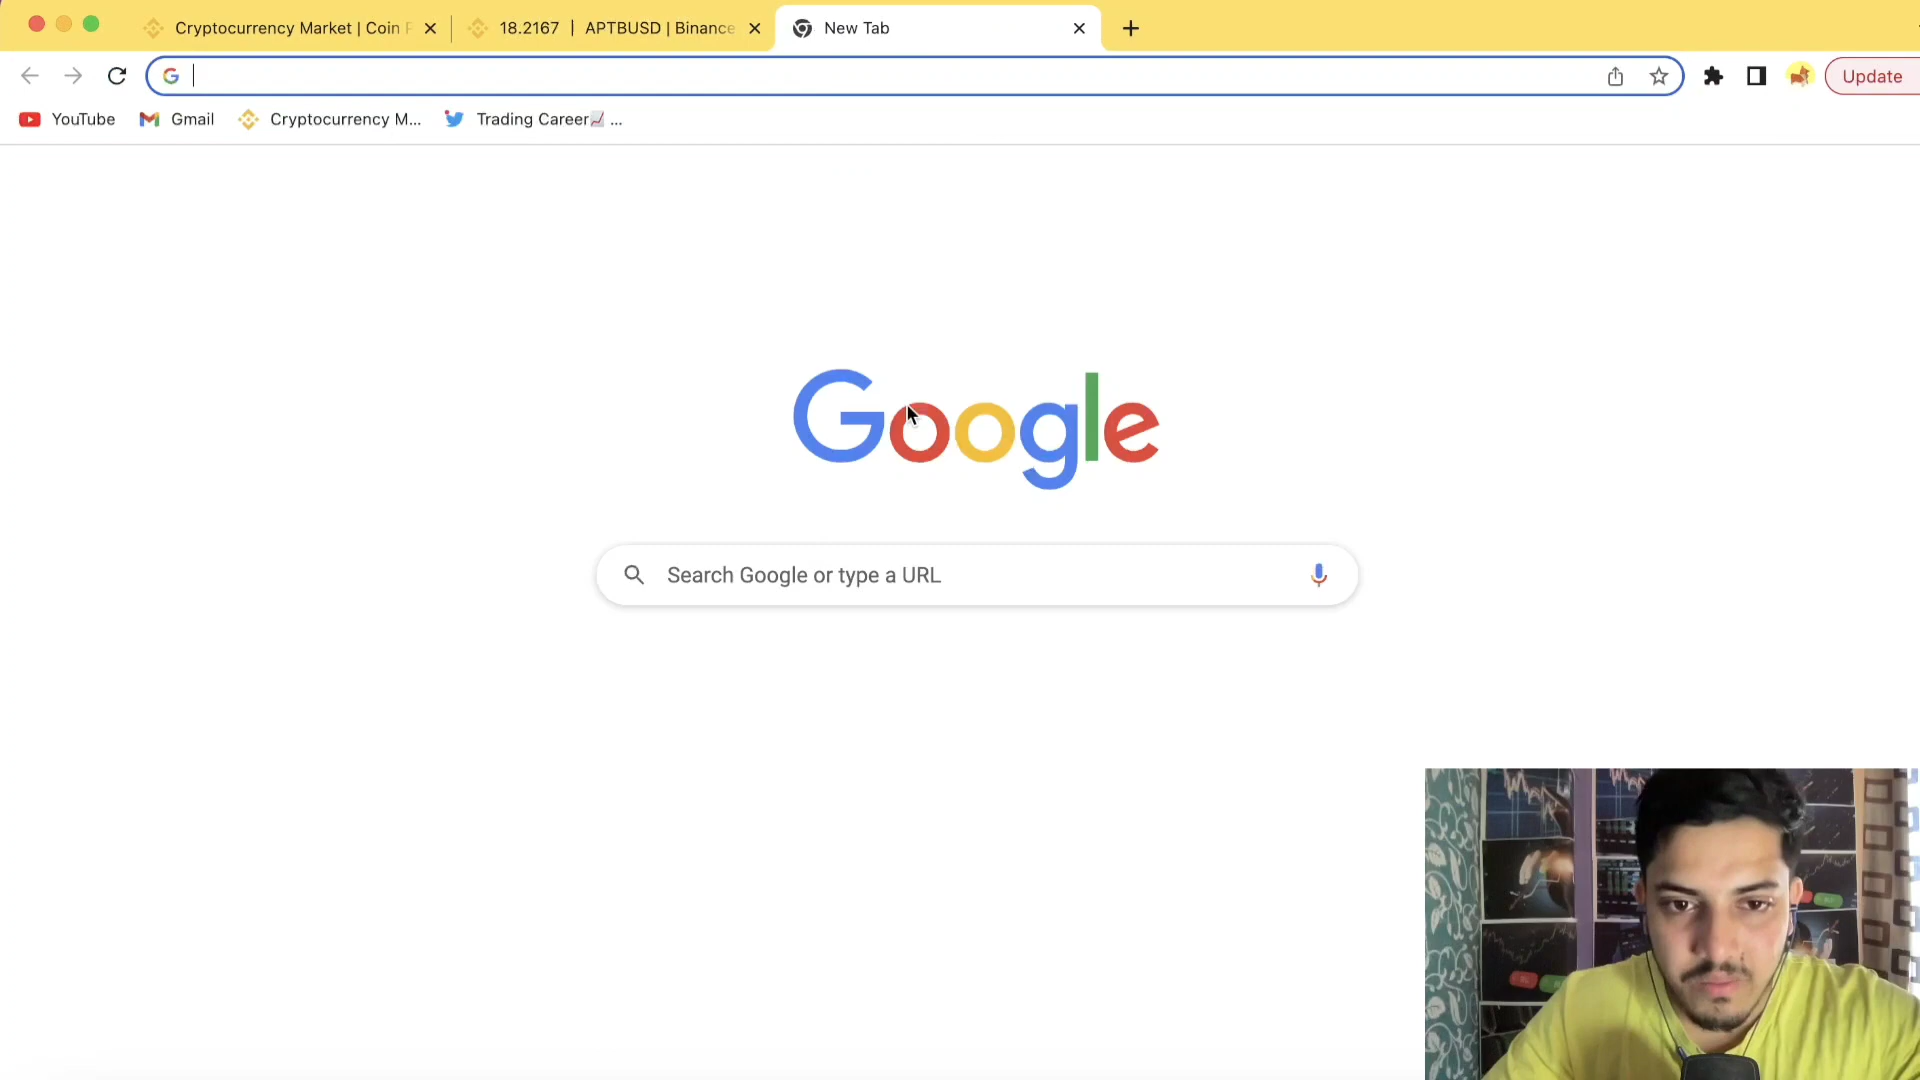 Cryptocurrency Market | Coin
18.2167 | APTBUSD | Binance
New Tab
Update
YouTube
Gmail
Cryptocurrency M...
Trading Career📈 ...
Google
Search Google or type a URL